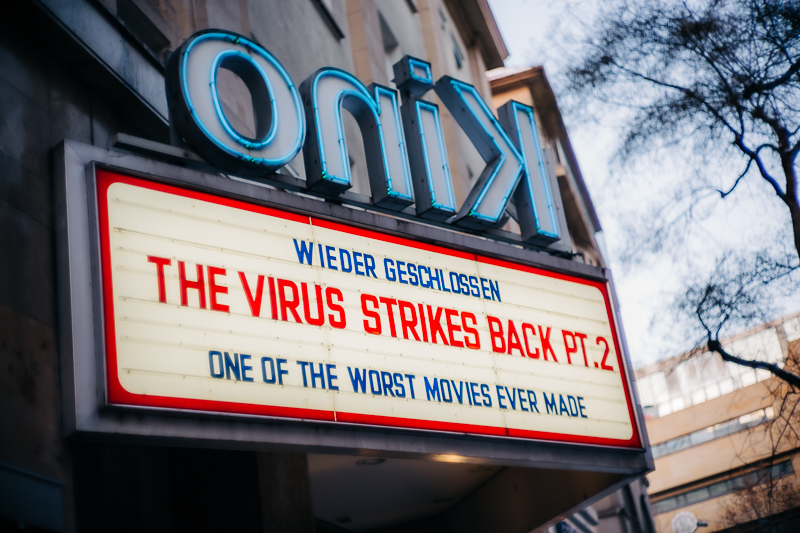 Kino
WIEDER GESCHLOSSEN
THE VIRUS STRIKES BACK PT.2
ONE OF THE WORST MOVIES EVER MADE